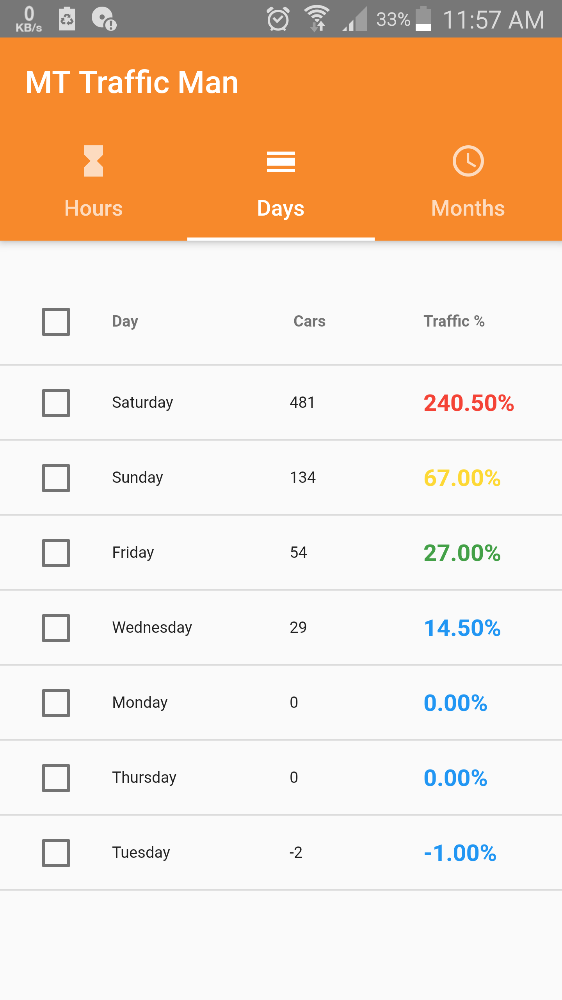 0
KB/s
33% 11:57 AM
MT Traffic Man
Hours Days Months
Day Cars Traffic %
Saturday 481 240.50%
Sunday 134 67.00%
Friday 54 27.00%
Wednesday 29 14.50%
Monday 0 0.00%
Thursday 0 0.00%
Tuesday -2 -1.00%